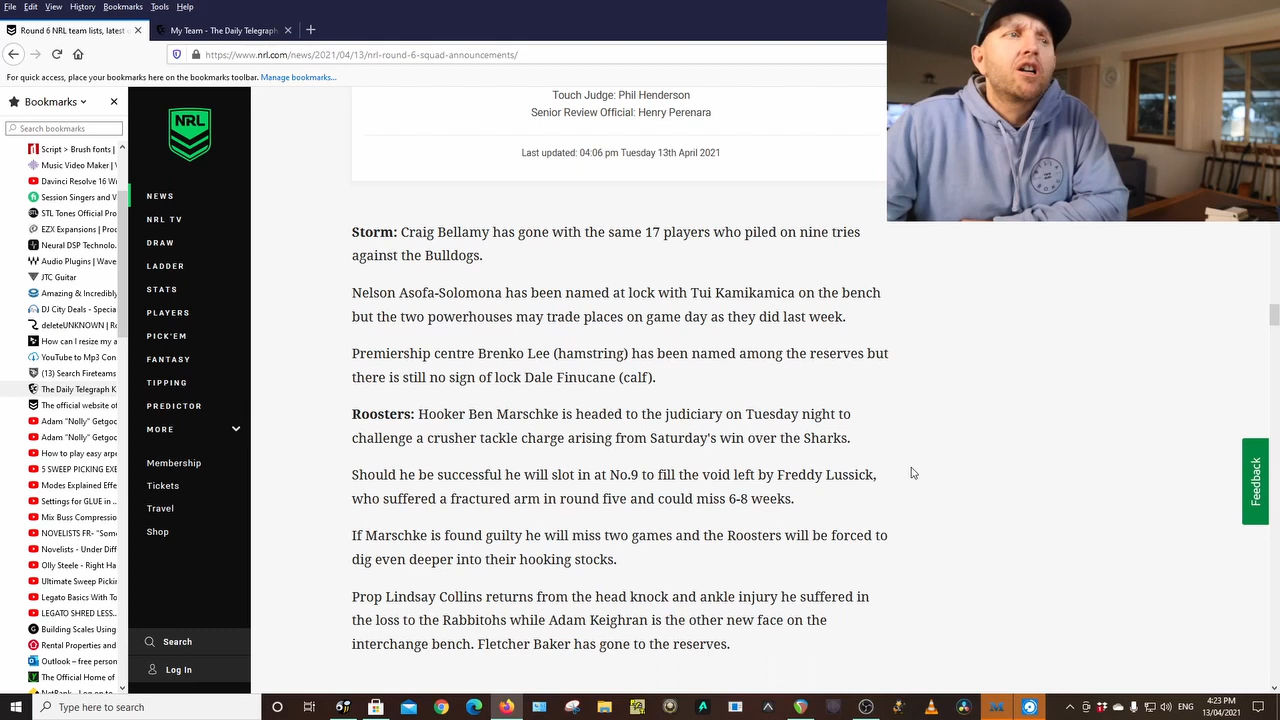 File Edit View History Bookmarks Tools Help
Round 6 NRL team lists, latest
My Team - The Daily Telegraph
https://www.nrl.com/news/2021/04/13/nrl-round-6-squad-announcements/
For quick access, place your bookmarks here on the bookmarks toolbar. Manage bookmarks...
Bookmarks
Search bookmarks
Script > Brush fonts |
Music Video Maker |
Davinci Resolve 16
Session Singers and
STL Tones Official Pro
EZX Expansions | Proc
Neural DSP Technolo
Audio Plugins | Wave
JTC Guitar
Amazing & Incredibly
DJ City Deals - Specia
deleteUNKNOWN |
How can I resize my a
YouTube to Mp3 Con
(13) Search Fireteams
The Daily Telegraph K
The official website of
Adam "Nolly" Getgoo
Adam "Nolly" Getgoo
How to play easy arpe
5 SWEEP PICKING EXE
Modes Explained Effe
Settings for GLUE in ..
Mix Buss Compressio
NOVELISTS FR- "Some
Novelists - Under Diff
Olly Steele - Right Ha
Ultimate Sweep Pickin
Legato Basics With To
LEGATO SHRED LESS
Building Scales Using
Rental Properties and
Outlook – free person
The Official Home of
NetBank - Log on to
NRL
NEWS
NRL TV
DRAW
LADDER
STATS
PLAYERS
PICK'EM
FANTASY
TIPPING
PREDICTOR
MORE
Membership
Tickets
Travel
Shop
Search
Log In
Touch Judge: Phil Henderson
Senior Review Official: Henry Perenara
Last updated: 04:06 pm Tuesday 13th April 2021
Storm: Craig Bellamy has gone with the same 17 players who piled on nine tries
against the Bulldogs.
Nelson Asofa-Solomona has been named at lock with Tui Kamikamica on the bench
but the two powerhouses may trade places on game day as they did last week.
Premiership centre Brenko Lee (hamstring) has been named among the reserves but
there is still no sign of lock Dale Finucane (calf).
Roosters: Hooker Ben Marschke is headed to the judiciary on Tuesday night to
challenge a crusher tackle charge arising from Saturday's win over the Sharks.
Should he be successful he will slot in at No.9 to fill the void left by Freddy Lussick,
who suffered a fractured arm in round five and could miss 6-8 weeks.
If Marschke is found guilty he will miss two games and the Roosters will be forced to
dig even deeper into their hooking stocks.
Prop Lindsay Collins returns from the head knock and ankle injury he suffered in
the loss to the Rabbitohs while Adam Keighran is the other new face on the
interchange bench. Fletcher Baker has gone to the reserves.
Feedback
Type here to search
4:23 PM
13/04/2021